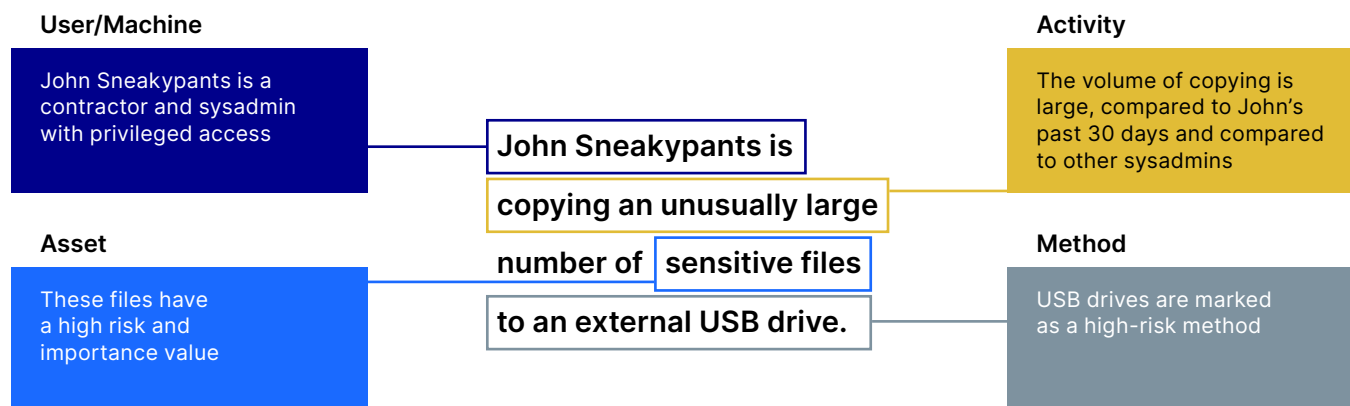 User/Machine
John Sneakypants is a
contractor and sysadmin
with privileged access
Asset
These files have
a high risk and
importance value
John Sneakypants is
copying an unusually large
number of sensitive files
to an external USB drive.
Activity
The volume of copying is
large, compared to John’s
past 30 days and compared
to other sysadmins
Method
USB drives are marked
as a high-risk method